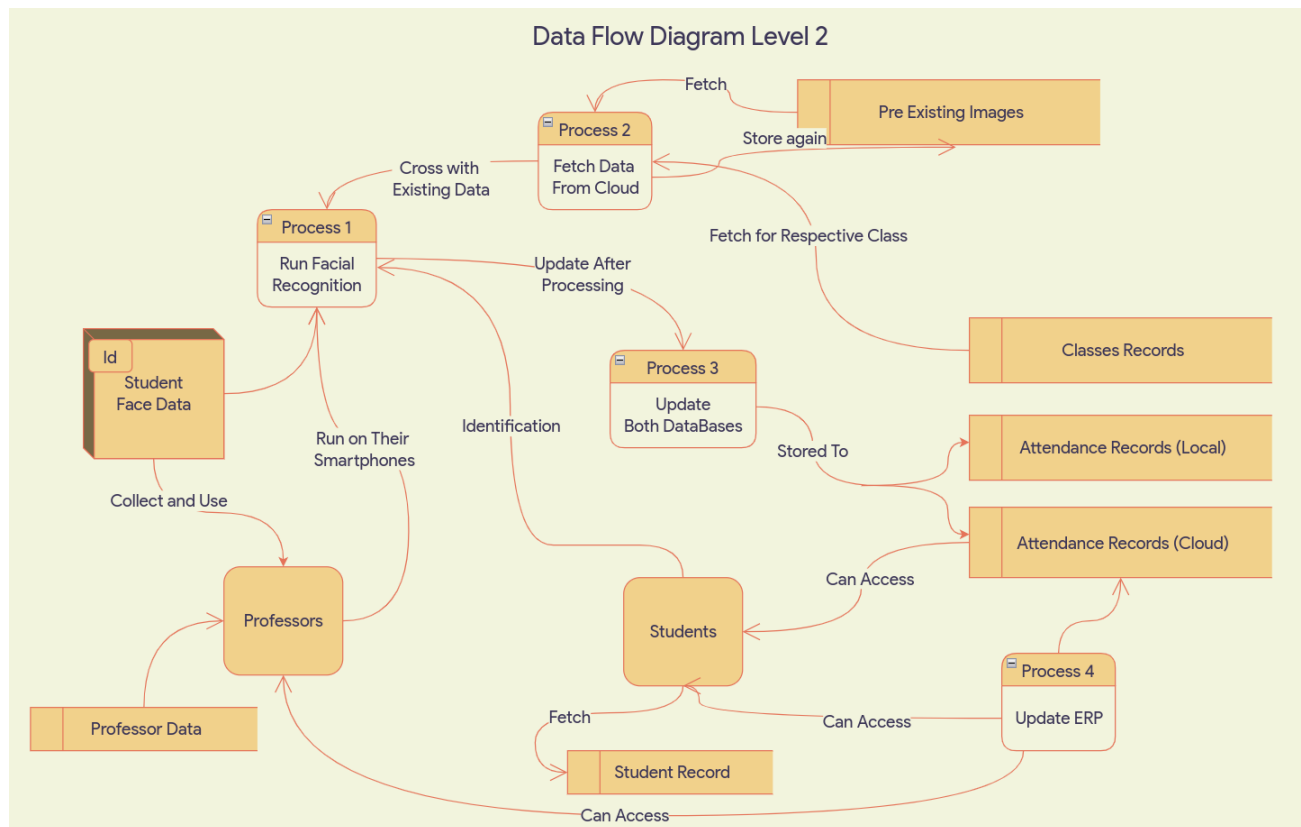 Data Flow Diagram Level 2
Fetch
Pre Existing Images
Process 2
Store again
Fetch Data
From Cloud
Cross with
Existing Data
Process 1
Fetch for Respective Class
Run Facial
Recognition
Update After
Processing
Id
Student
Face Data
Classes Records
Process 3
Update
Both DataBases
Identification
Run on Their
Smartphones
Stored To
Attendance Records (Local)
Collect and Use
Attendance Records (Cloud)
Can Access
Professors
Students
Process 4
Update ERP
Professor Data
Fetch
Can Access
Student Record
Can Access